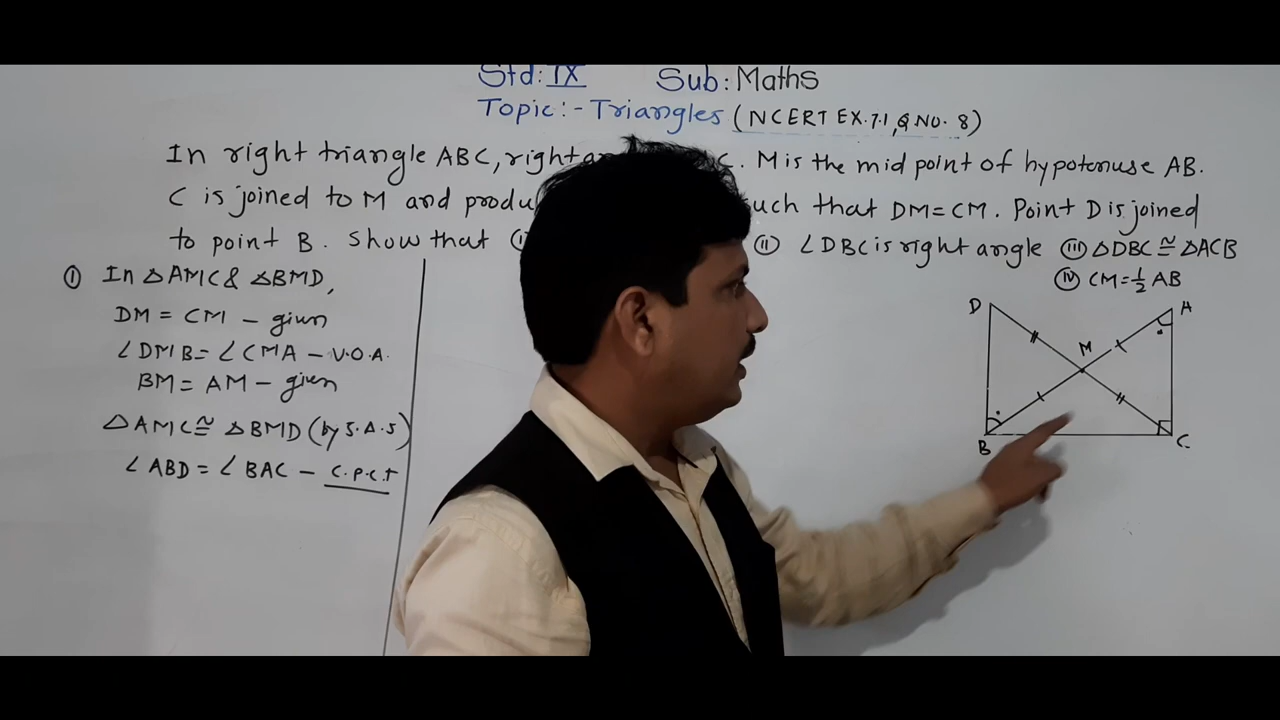 Std: IX Sub: Maths
Topic:- Triangles (NCERT EX.7.1, Q NO. 8)
In right triangle ABC, right C. M is the mid point of hypotenuse AB.
C is joined to M and such that DM=CM. Point D is joined
to point B. Show that (i) (ii) ∠DBC is right angle (iii) △DBC ≅ △ACB
(iv) CM=½ AB
① In △AMC & △BMD,
DM = CM – given
∠DMB = ∠CMA – V.O.A.
BM = AM – given
△AMC ≅ △BMD (by S.A.S)
∠ABD = ∠BAC – C.P.C.T
D
A
M
B
C